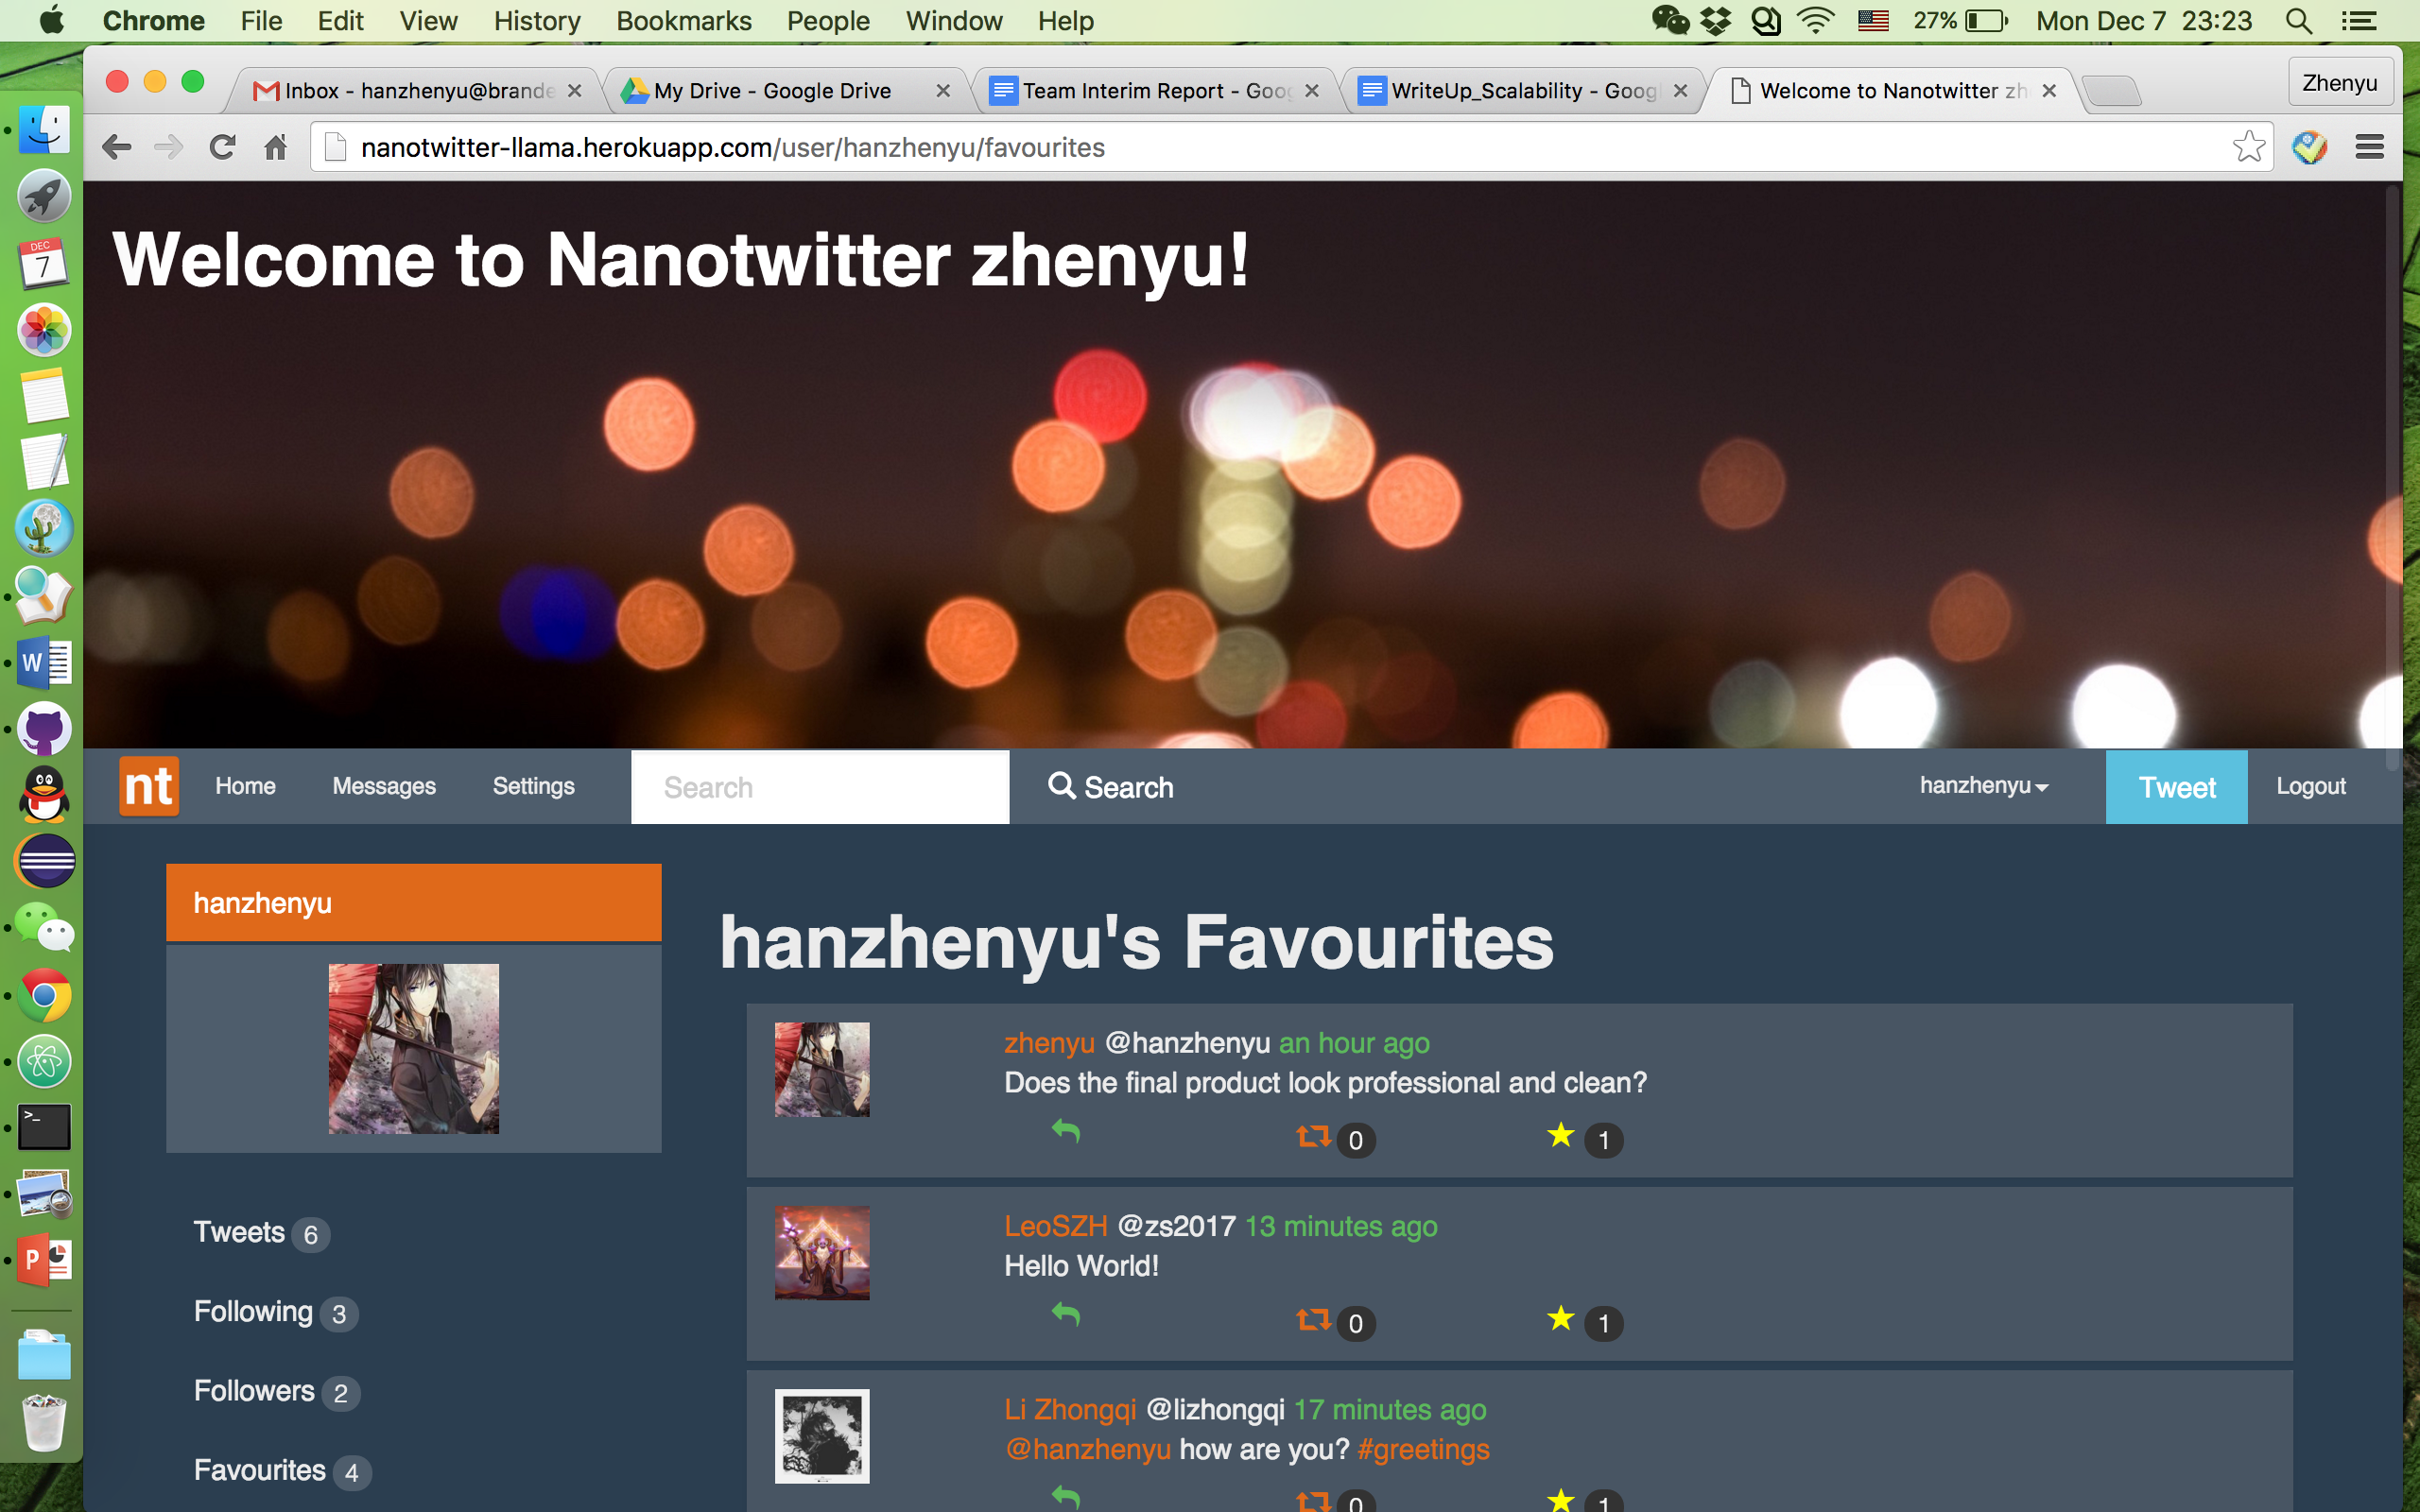 Chrome File Edit View History Bookmarks People Window Help 27% Mon Dec 7 23:23
Inbox - hanzhenyu@brande My Drive - Google Drive Team Interim Report - Goog WriteUp_Scalability - Googl Welcome to Nanotwitter zh Zhenyu
nanotwitter-llama.herokuapp.com/user/hanzhenyu/favourites
DEC
7
W
>_
P
Welcome to Nanotwitter zhenyu!
nt Home Messages Settings Search Search hanzhenyu Tweet Logout
hanzhenyu
Tweets 6
Following 3
Followers 2
Favourites 4
hanzhenyu's Favourites
zhenyu @hanzhenyu an hour ago
Does the final product look professional and clean?
0 1
LeoSZH @zs2017 13 minutes ago
Hello World!
0 1
Li Zhongqi @lizhongqi 17 minutes ago
@hanzhenyu how are you? #greetings
0 1